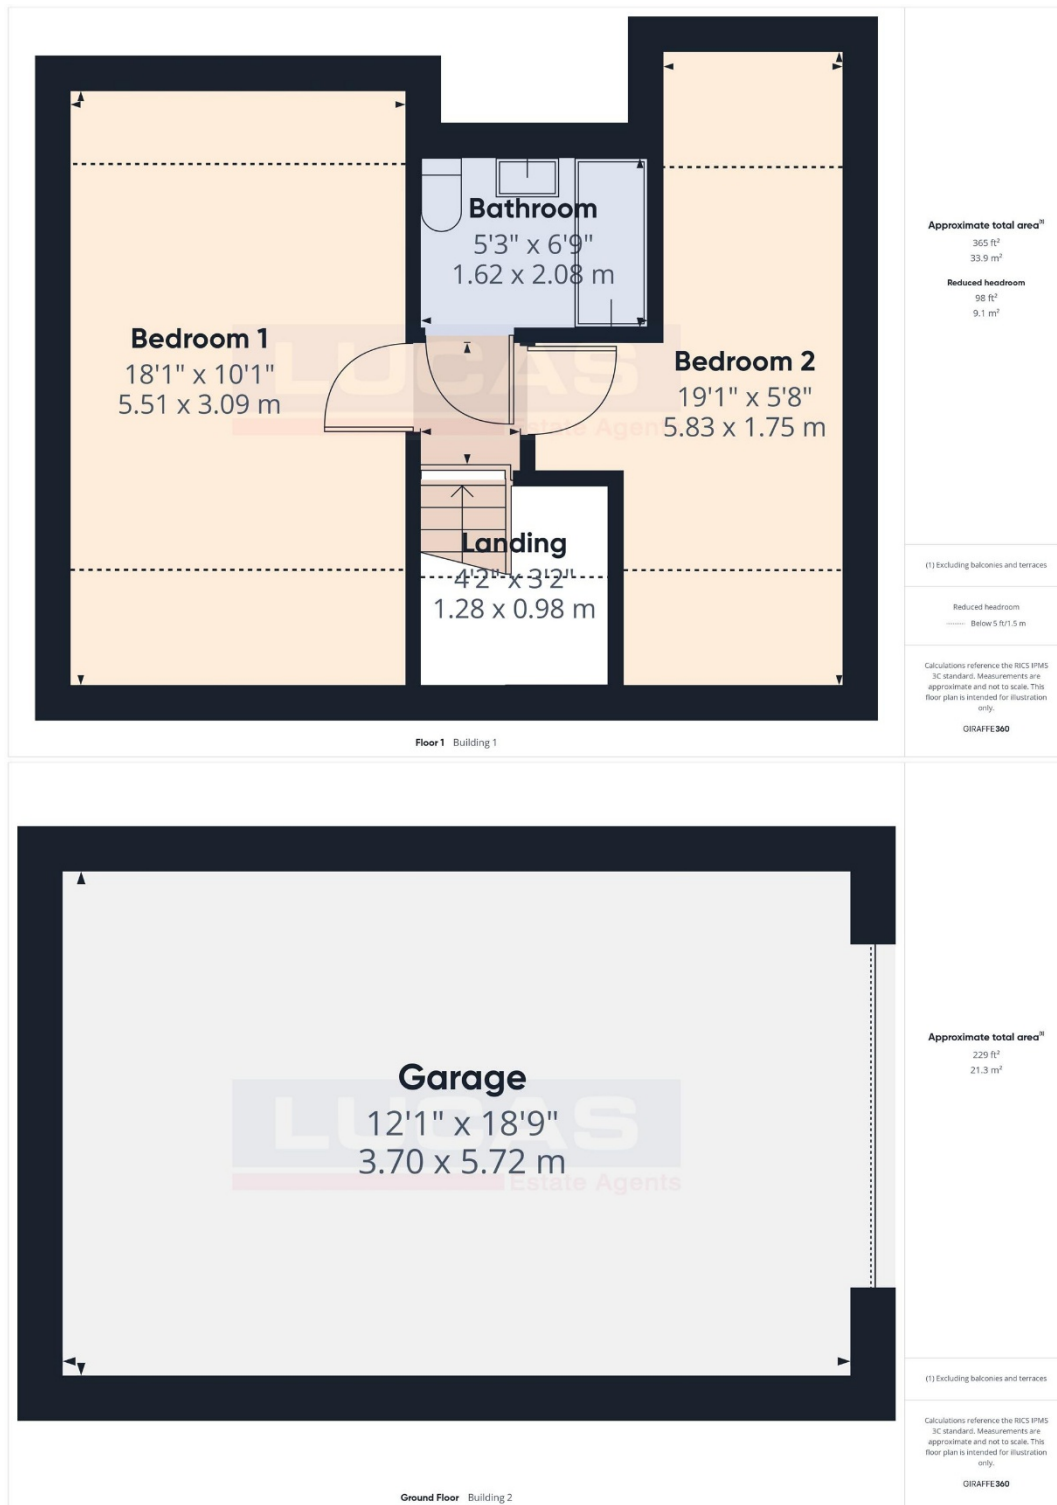 Bathroom
5'3" x 6'9"
1.62 x 2.08 m
Bedroom 1
18'1" x 10'1"
5.51 x 3.09 m
Bedroom 2
19'1" x 5'8"
5.83 x 1.75 m
LUCAS
Estate Agents
Landing
4'2" x 3'2"
1.28 x 0.98 m
Floor 1 Building 1
Approximate total area(1)
365 ft²
33.9 m²
Reduced headroom
98 ft²
9.1 m²
(1) Excluding balconies and terraces
Reduced headroom
Below 5 ft/1.5 m
Calculations reference the RICS IPMS
3C standard. Measurements are
approximate and not to scale. This
floor plan is intended for illustration
only.
GIRAFFE360
Garage
12'1" x 18'9"
3.70 x 5.72 m
LUCAS
Estate Agents
Ground Floor Building 2
Approximate total area(1)
229 ft²
21.3 m²
(1) Excluding balconies and terraces
Calculations reference the RICS IPMS
3C standard. Measurements are
approximate and not to scale. This
floor plan is intended for illustration
only.
GIRAFFE360